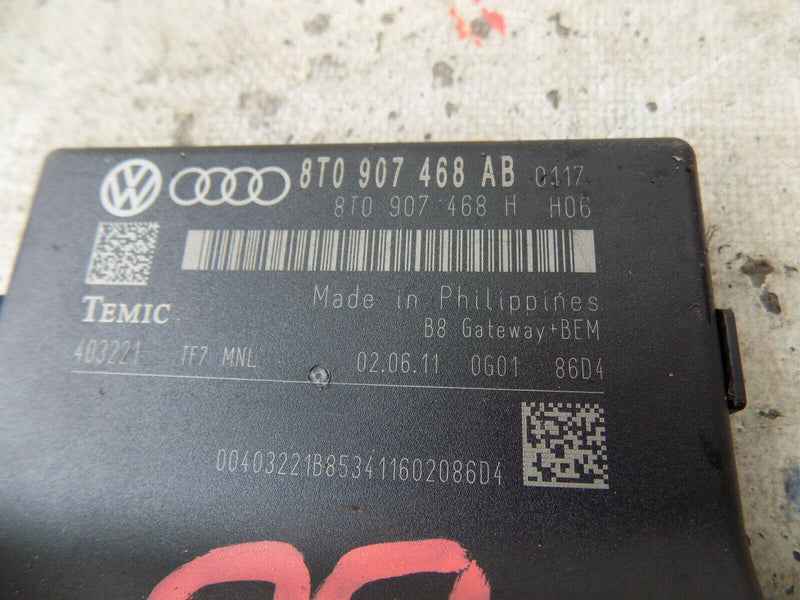 8T0 907 468 AB 0117
8T0 907 468 H H06
TEMIC
Made in Philippines
B8 Gateway+BEM
403221 TF7 MNL 02.06.11 0G01 86D4
00403221B853411602086D4